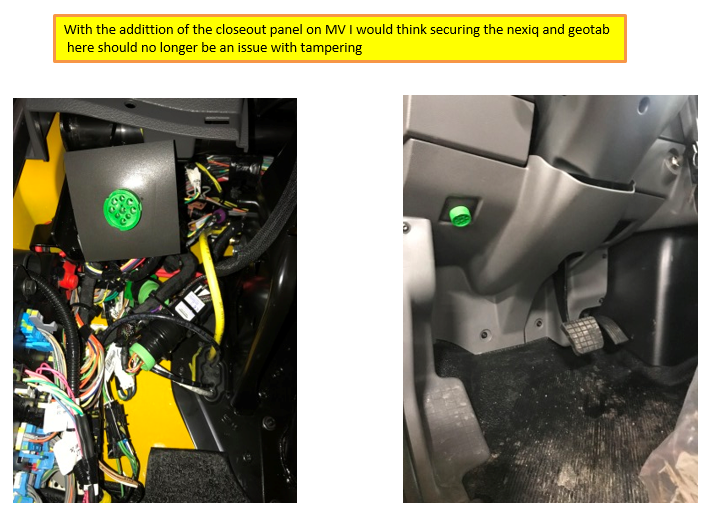 With the addittion of the closeout panel on MV I would think securing the nexiq and geotab
here should no longer be an issue with tampering